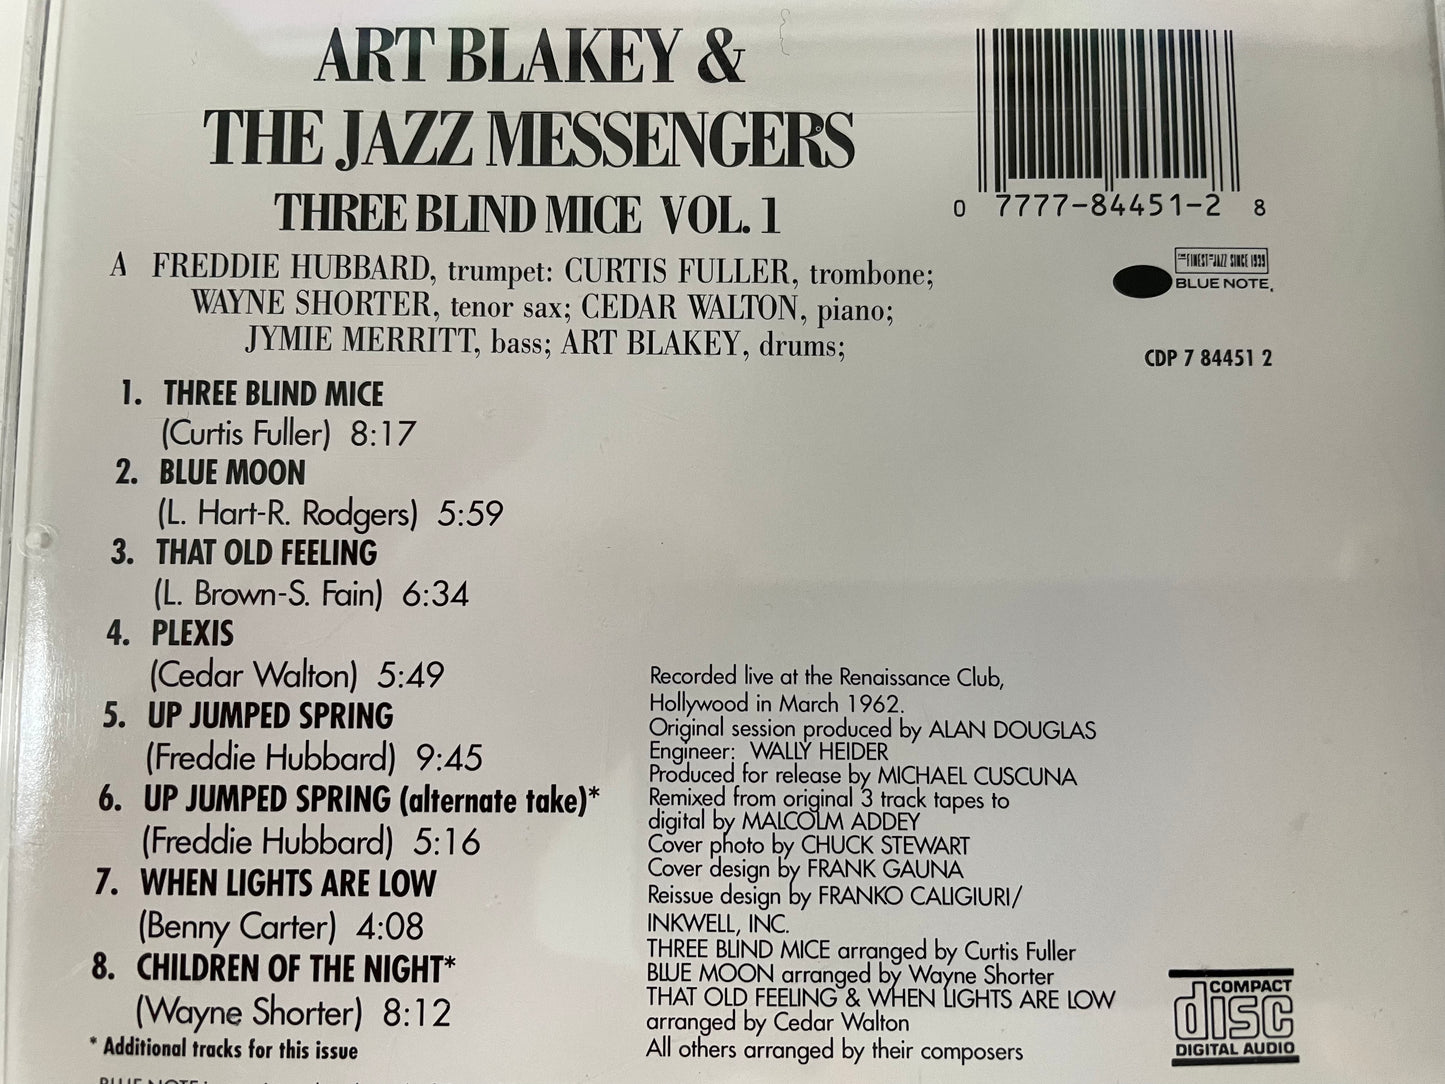 ART BLAKEY &
THE JAZZ MESSENGERS
THREE BLIND MICE VOL. 1
0 7777-84451-2 8
A FREDDIE HUBBARD, trumpet: CURTIS FULLER, trombone;
WAYNE SHORTER, tenor sax; CEDAR WALTON, piano;
JYMIE MERRITT, bass; ART BLAKEY, drums;
THE FINEST IN JAZZ SINCE 1939
BLUE NOTE.
CDP 7 84451 2
1. THREE BLIND MICE
(Curtis Fuller) 8:17
2. BLUE MOON
(L. Hart-R. Rodgers) 5:59
3. THAT OLD FEELING
(L. Brown-S. Fain) 6:34
4. PLEXIS
(Cedar Walton) 5:49
5. UP JUMPED SPRING
(Freddie Hubbard) 9:45
6. UP JUMPED SPRING (alternate take)*
(Freddie Hubbard) 5:16
7. WHEN LIGHTS ARE LOW
(Benny Carter) 4:08
8. CHILDREN OF THE NIGHT*
(Wayne Shorter) 8:12
* Additional tracks for this issue
Recorded live at the Renaissance Club,
Hollywood in March 1962.
Original session produced by ALAN DOUGLAS
Engineer: WALLY HEIDER
Produced for release by MICHAEL CUSCUNA
Remixed from original 3 track tapes to
digital by MALCOLM ADDEY
Cover photo by CHUCK STEWART
Cover design by FRANK GAUNA
Reissue design by FRANKO CALIGIURI/
INKWELL, INC.
THREE BLIND MICE arranged by Curtis Fuller
BLUE MOON arranged by Wayne Shorter
THAT OLD FEELING & WHEN LIGHTS ARE LOW
arranged by Cedar Walton
All others arranged by their composers
COMPACT
disc
DIGITAL AUDIO
BLUE NOTE